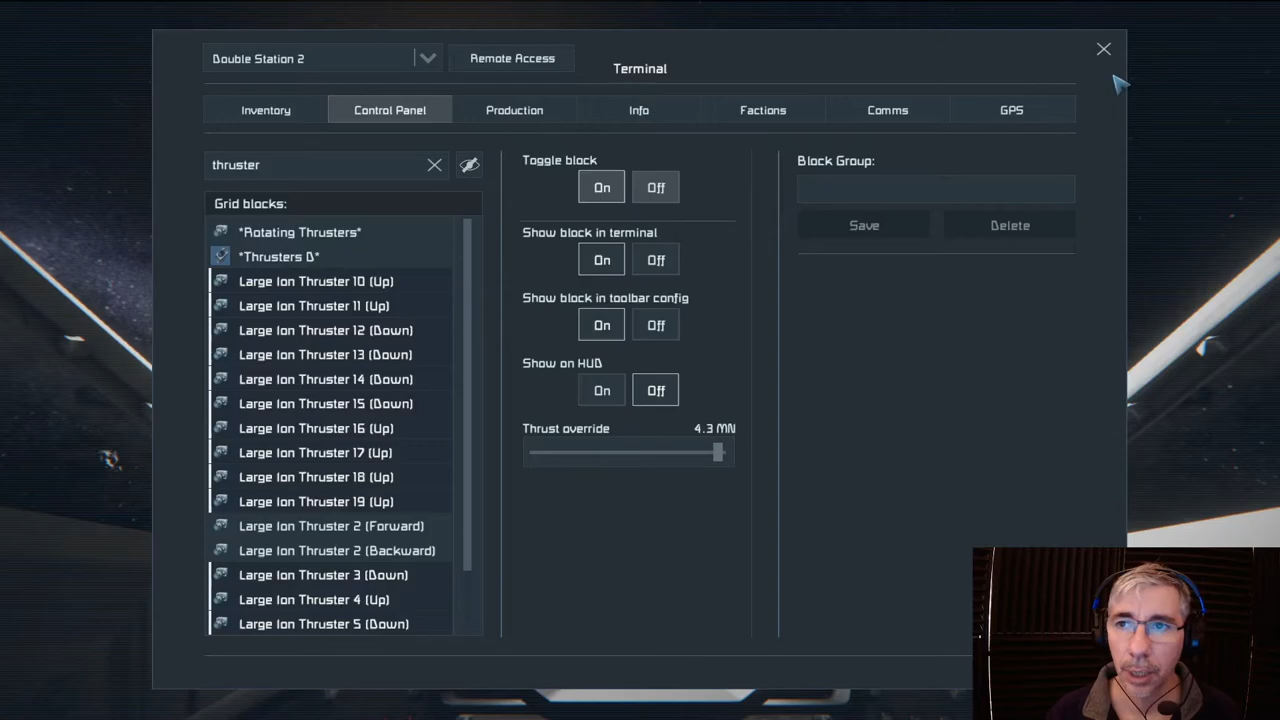 Double Station 2
Remote Access
Terminal
Inventory
Control Panel
Production
Info
Factions
Comms
GPS
thruster
Grid blocks:
*Rotating Thrusters*
*Thrusters D*
Large Ion Thruster 10 (Up)
Large Ion Thruster 11 (Up)
Large Ion Thruster 12 (Down)
Large Ion Thruster 13 (Down)
Large Ion Thruster 14 (Down)
Large Ion Thruster 15 (Down)
Large Ion Thruster 16 (Up)
Large Ion Thruster 17 (Up)
Large Ion Thruster 18 (Up)
Large Ion Thruster 19 (Up)
Large Ion Thruster 2 (Forward)
Large Ion Thruster 2 (Backward)
Large Ion Thruster 3 (Down)
Large Ion Thruster 4 (Up)
Large Ion Thruster 5 (Down)
Toggle block
On Off
Show block in terminal
On Off
Show block in toolbar config
On Off
Show on HUD
On Off
Thrust override 4.3 MN
Block Group:
Save Delete